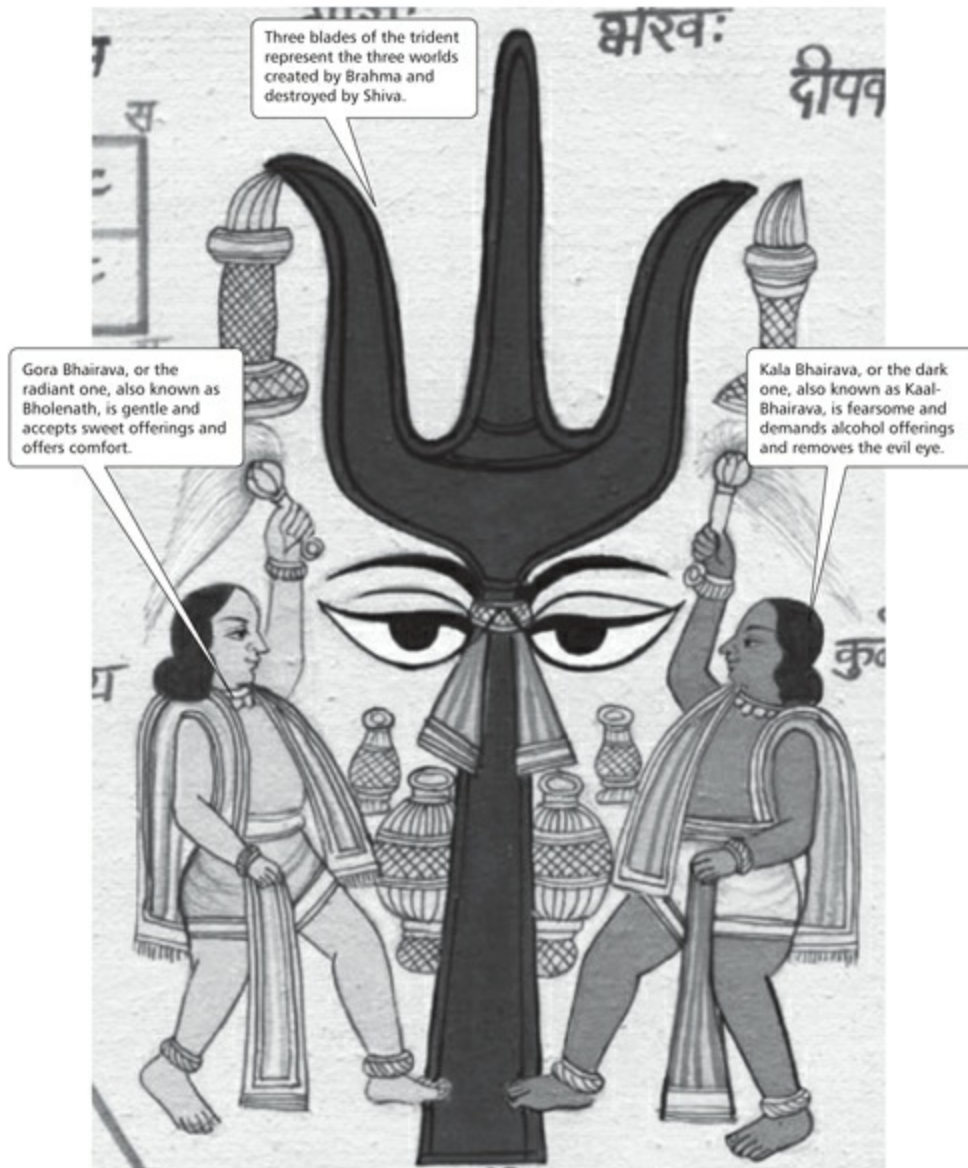 भैरवः
Three blades of the trident
represent the three worlds
created by Brahma and
destroyed by Shiva.
स
Gora Bhairava, or the
radiant one, also known as
Bholenath, is gentle and
accepts sweet offerings and
offers comfort.
Kala Bhairava, or the dark
one, also known as Kaal-
Bhairava, is fearsome and
demands alcohol offerings
and removes the evil eye.